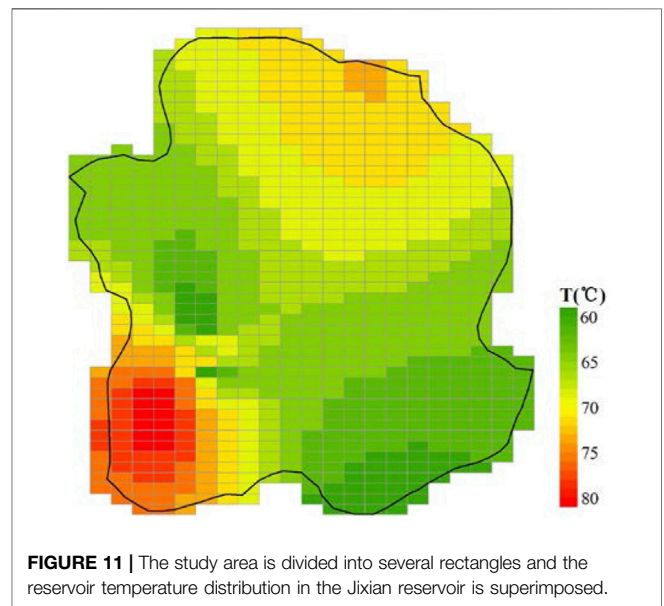 T(℃)
60
65
70
75
80
FIGURE 11 | The study area is divided into several rectangles and the
reservoir temperature distribution in the Jixian reservoir is superimposed.